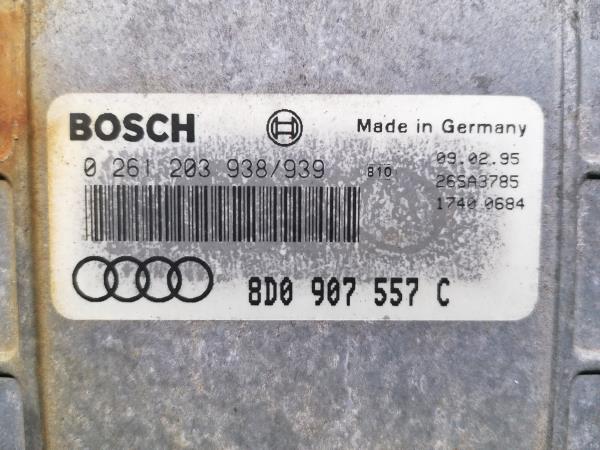 BOSCH
Made in Germany
0 261 203 938/939
810
09.02.95
26SA3785
1740 0684
8D0 907 557 C